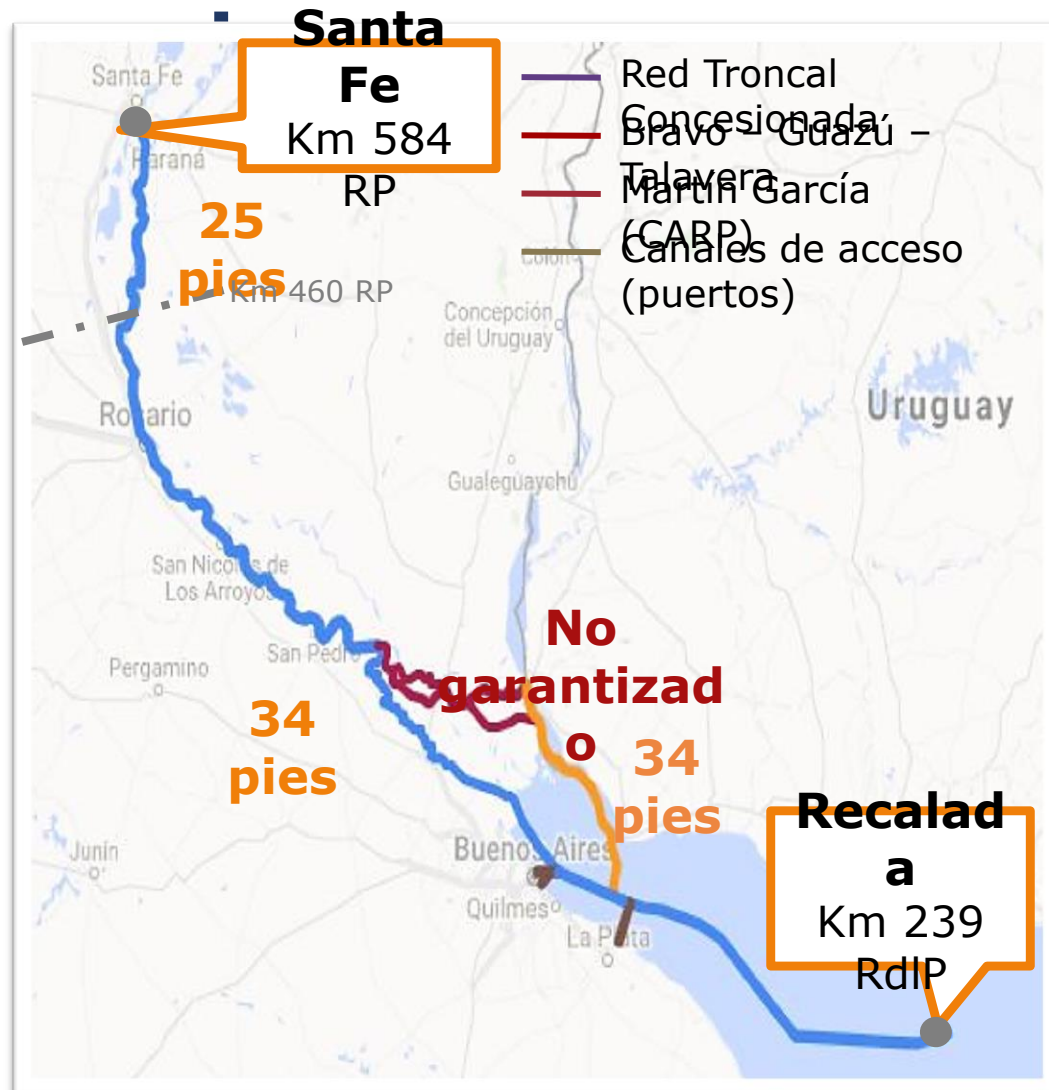 Santa
Fe
Km 584
RP
Red Troncal
Concesionada
Bravo – Guazú –
Talavera
Martín García
(CARP)
Canales de acceso
(puertos)
Santa Fe
Paraná
25
pies
Km 460 RP
Colón
Concepción
del Uruguay
Uruguay
Rosario
Gualeguaychú
San Nicolás de
Los Arroyos
San Pedro
Pergamino
No
garantizad
o
34
pies
34
pies
Recalad
a
Km 239
RdlP
Junín
Buenos Aires
Quilmes
La Plata